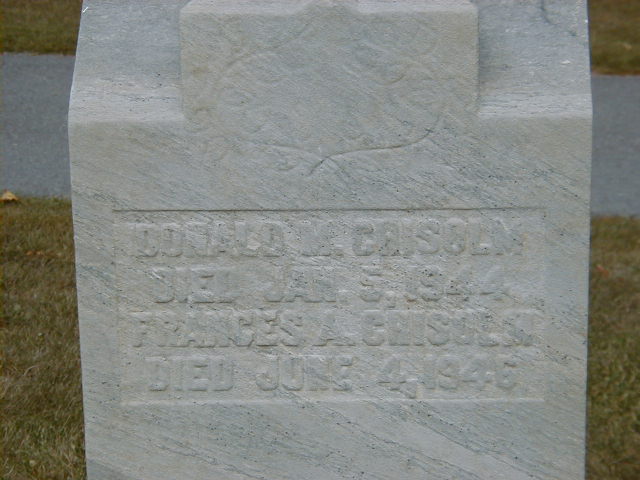 DONALD M. CHISOLM
DIED JAN. 5, 1944
FRANCES A. CHISOLM
DIED JUNE 4, 1946